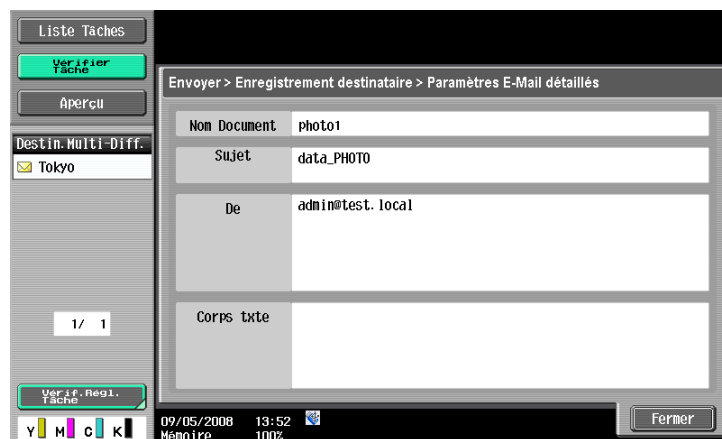 Liste Tâches
Vérifier
Tâche
Aperçu
Destin.Multi-Diff.
Tokyo
1/ 1
Vérif.Régl.
Tâche
Y M C K
Envoyer > Enregistrement destinataire > Paramètres E-Mail détaillés
Nom Document photo1
Sujet data_PHOTO
De admin@test.local
Corps txte
09/05/2008 13:52
Mémoire 100%
Fermer